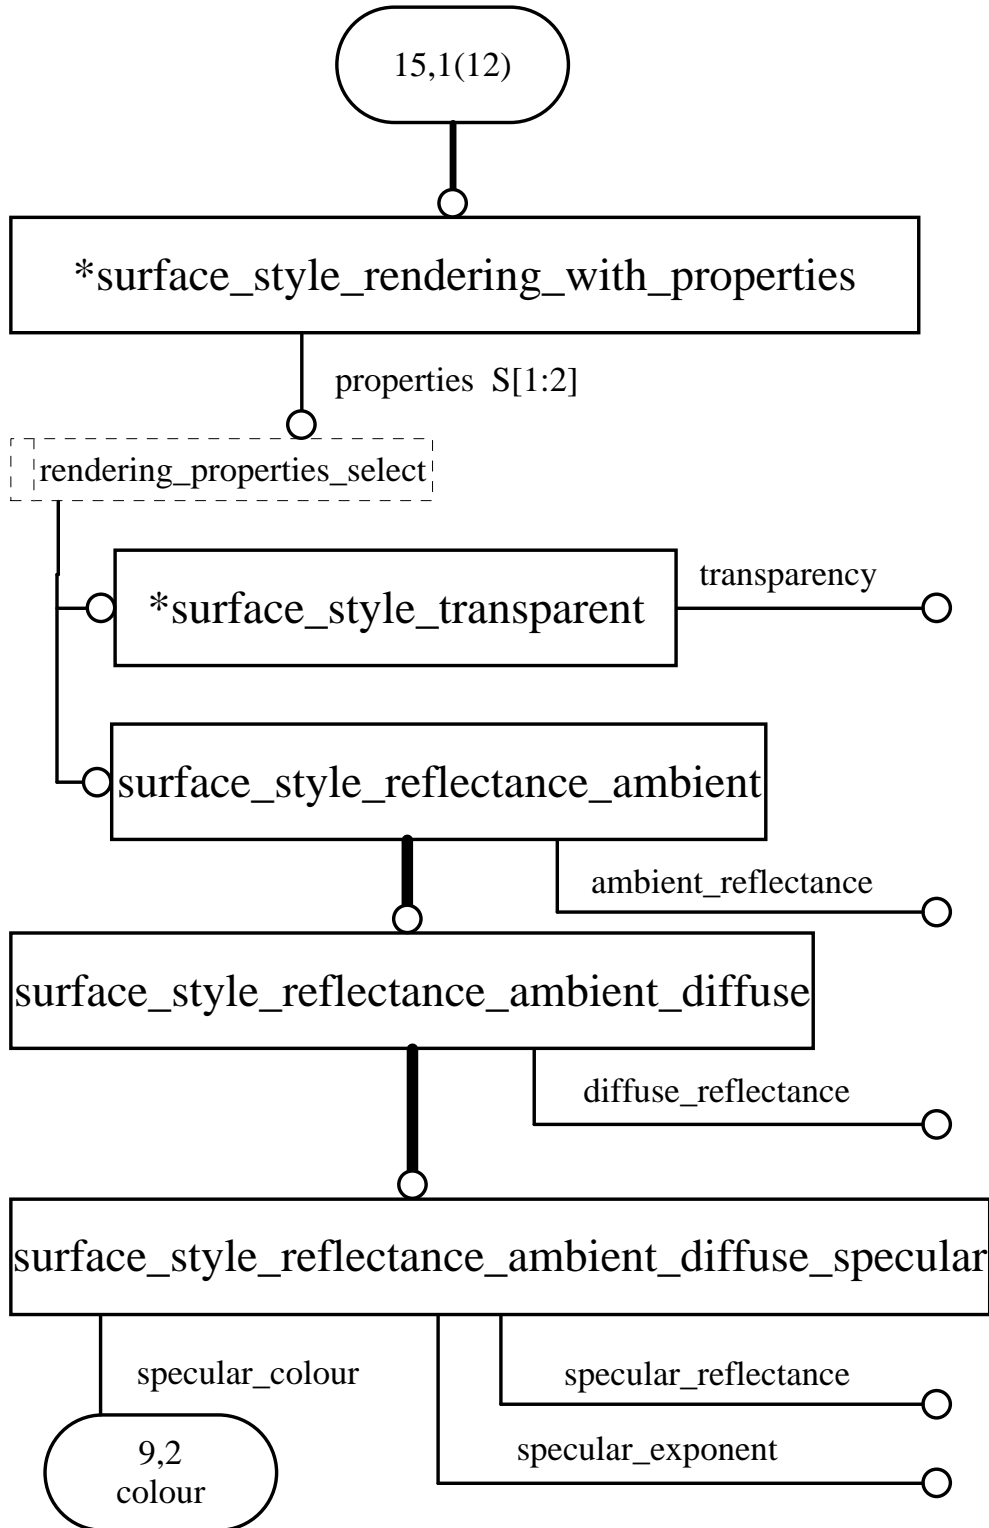 15,1(12)
*surface_style_rendering_with_properties
properties S[1:2]
rendering_properties_select
transparency
*surface_style_transparent
surface_style_reflectance_ambient
ambient_reflectance
surface_style_reflectance_ambient_diffuse
diffuse_reflectance
surface_style_reflectance_ambient_diffuse_specular
specular_colour
specular_reflectance
9,2
colour
specular_exponent